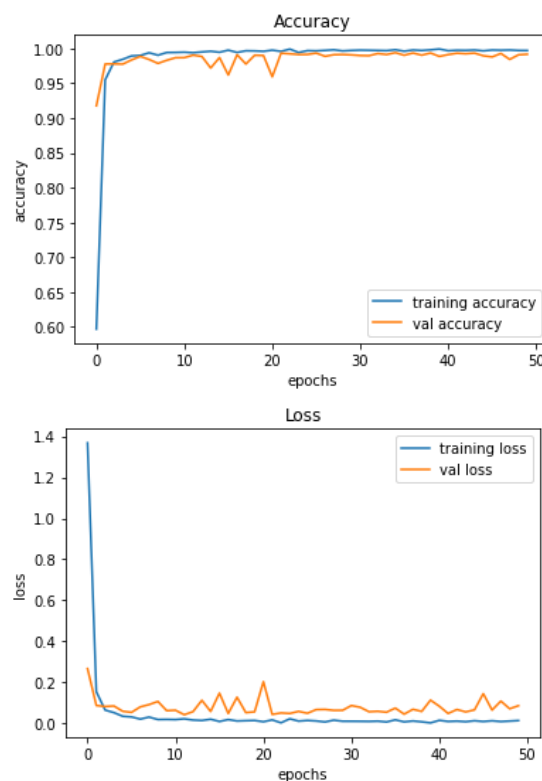 Accuracy
1.00
0.95
0.90
0.85
0.80
0.75
0.70
0.65
0.60
accuracy
training accuracy
val accuracy
0 10 20 30 40 50
epochs
Loss
1.4
1.2
1.0
0.8
0.6
0.4
0.2
0.0
loss
training loss
val loss
0 10 20 30 40 50
epochs